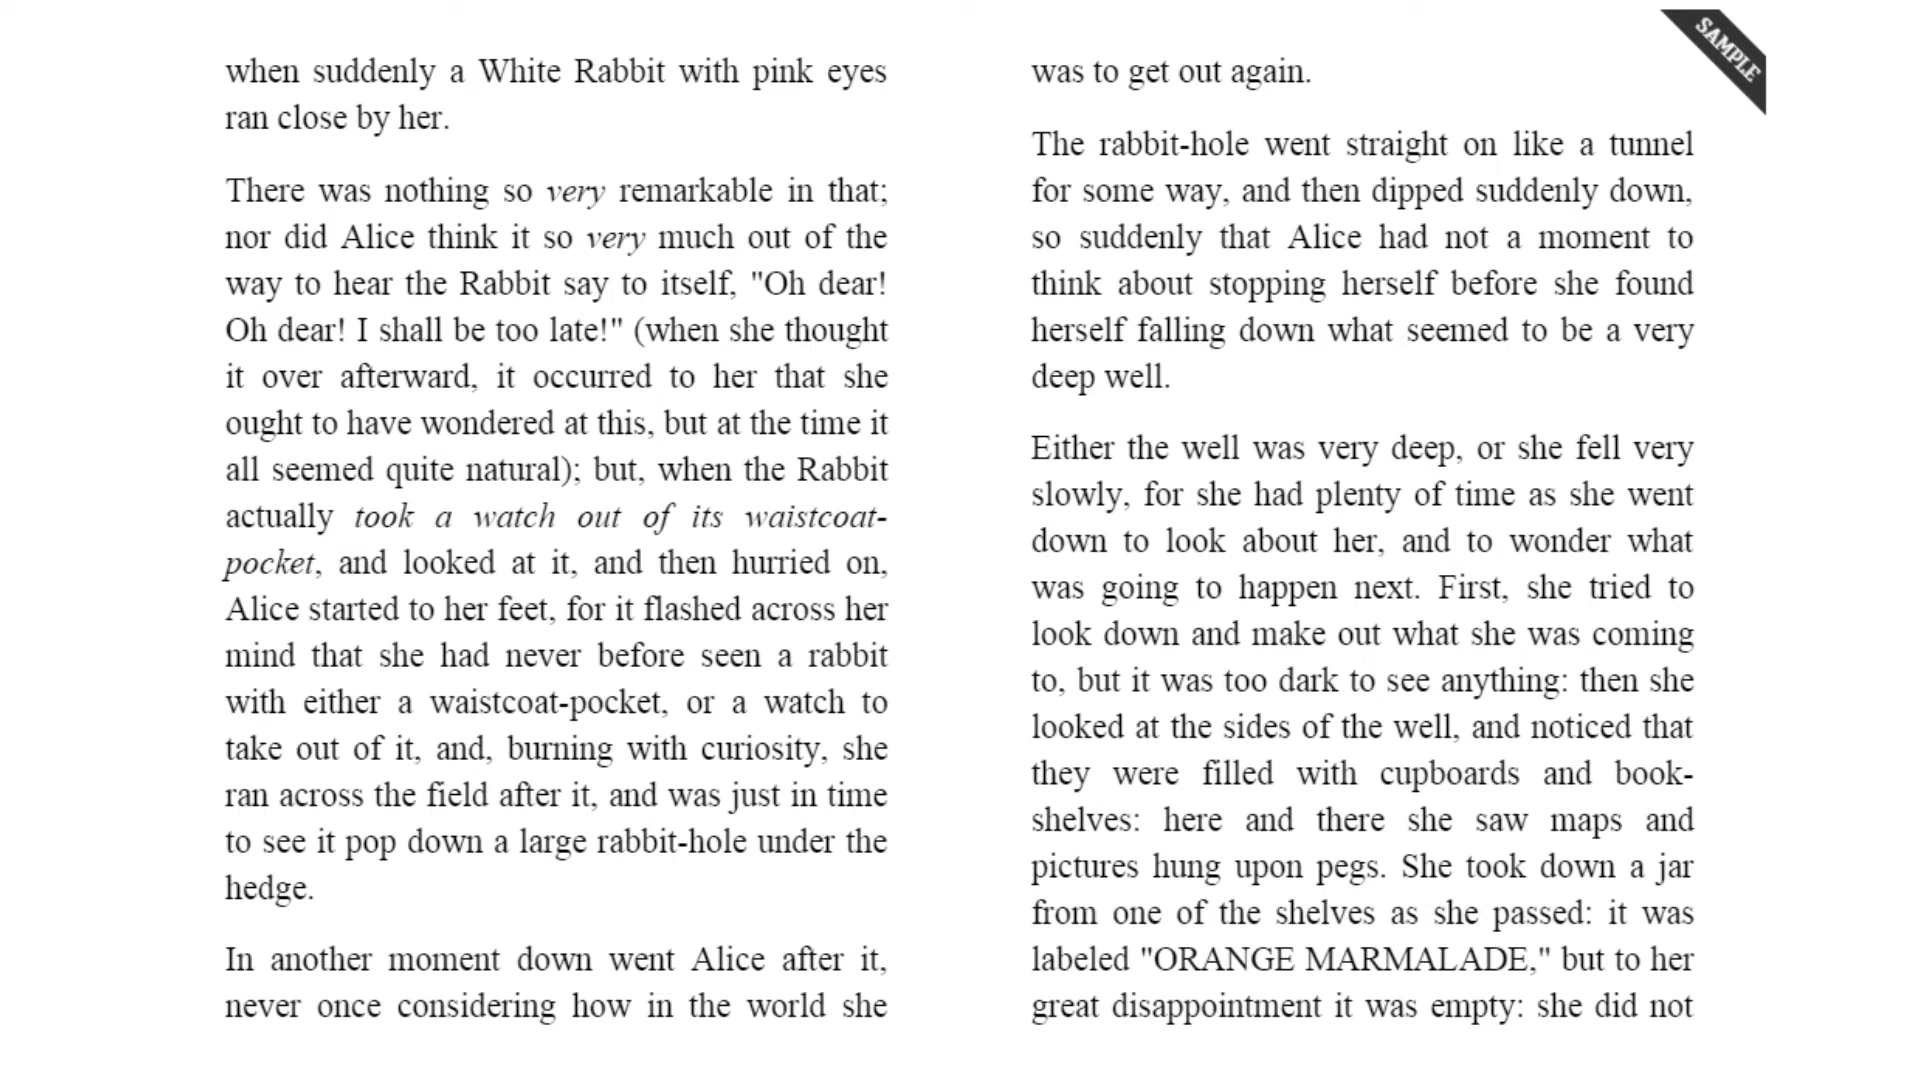 when suddenly a White Rabbit with pink eyes
ran close by her.
There was nothing so very remarkable in that;
nor did Alice think it so very much out of the
way to hear the Rabbit say to itself, "Oh dear!
Oh dear! I shall be too late!" (when she thought
it over afterward, it occurred to her that she
ought to have wondered at this, but at the time it
all seemed quite natural); but, when the Rabbit
actually took a watch out of its waistcoat-
pocket, and looked at it, and then hurried on,
Alice started to her feet, for it flashed across her
mind that she had never before seen a rabbit
with either a waistcoat-pocket, or a watch to
take out of it, and, burning with curiosity, she
ran across the field after it, and was just in time
to see it pop down a large rabbit-hole under the
hedge.
In another moment down went Alice after it,
never once considering how in the world she
was to get out again.
The rabbit-hole went straight on like a tunnel
for some way, and then dipped suddenly down,
so suddenly that Alice had not a moment to
think about stopping herself before she found
herself falling down what seemed to be a very
deep well.
Either the well was very deep, or she fell very
slowly, for she had plenty of time as she went
down to look about her, and to wonder what
was going to happen next. First, she tried to
look down and make out what she was coming
to, but it was too dark to see anything: then she
looked at the sides of the well, and noticed that
they were filled with cupboards and book-
shelves: here and there she saw maps and
pictures hung upon pegs. She took down a jar
from one of the shelves as she passed: it was
labeled "ORANGE MARMALADE," but to her
great disappointment it was empty: she did not
SAMPLE